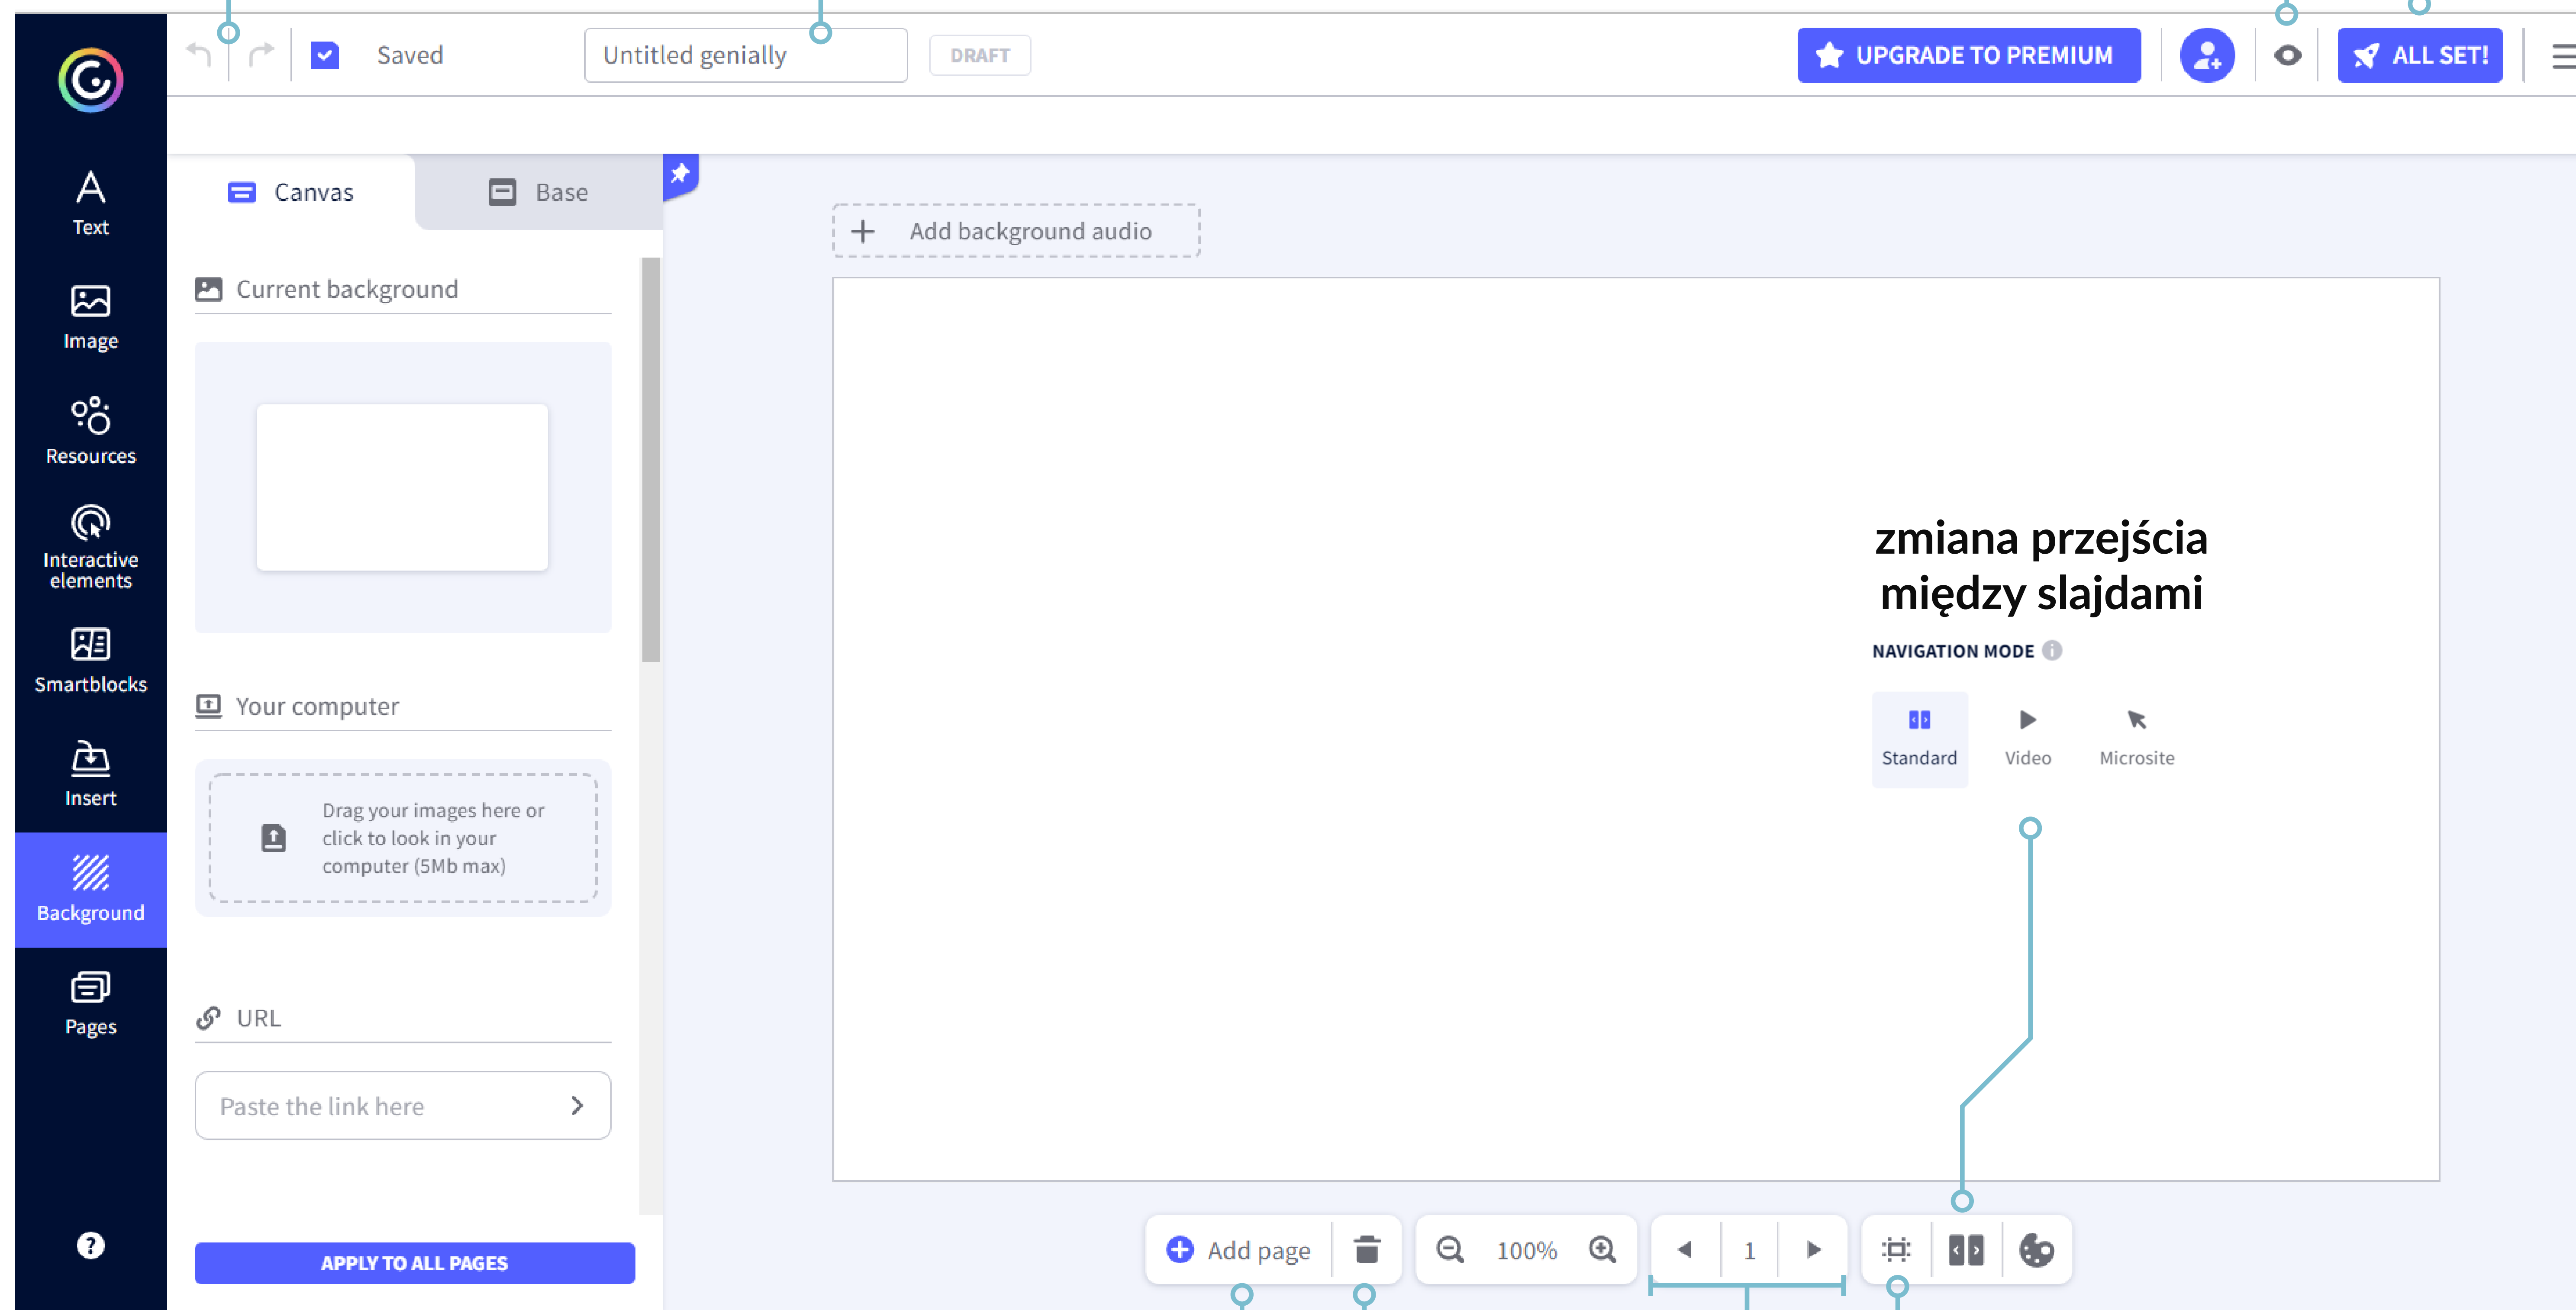 Saved
Untitled genially
DRAFT
UPGRADE TO PREMIUM
ALL SET!
Text
Image
Resources
Interactive
elements
Smartblocks
Insert
Background
Pages
?
Canvas
Base
Current background
Your computer
Drag your images here or
click to look in your
computer (5Mb max)
URL
Paste the link here
APPLY TO ALL PAGES
Add background audio
zmiana przejścia
między slajdami
NAVIGATION MODE i
Standard
Video
Microsite
Add page
100%
1